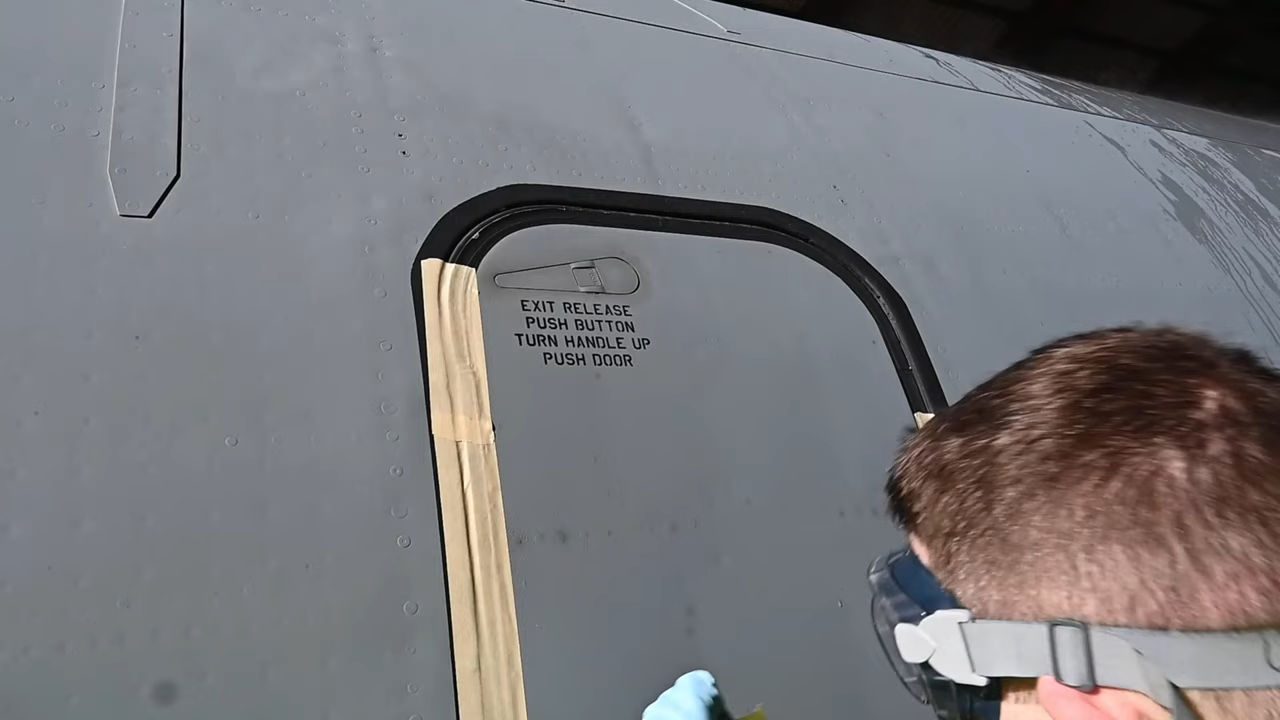 EXIT RELEASE
PUSH BUTTON
TURN HANDLE UP
PUSH DOOR